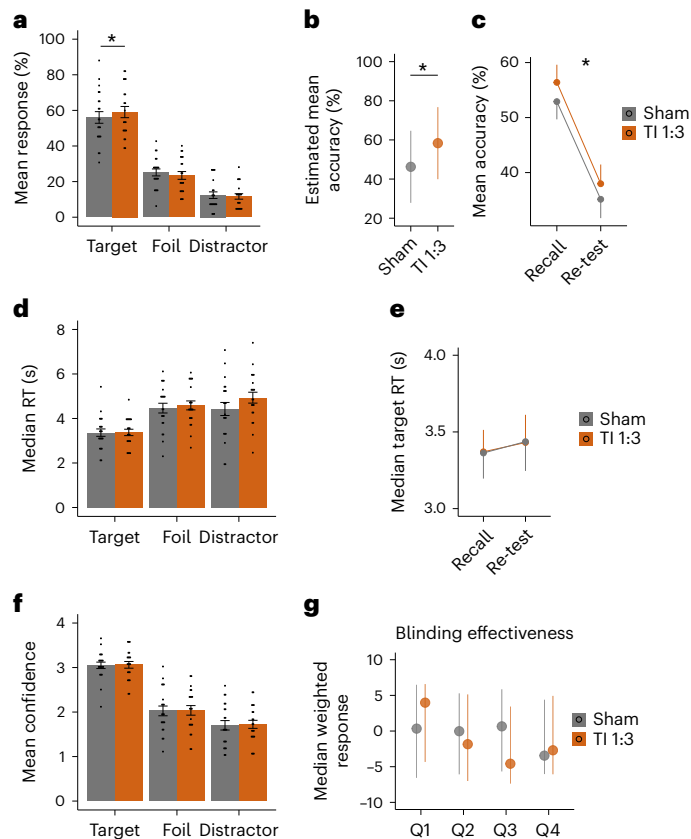 a
Mean response (%)
100
80
60
40
20
0
*
Target Foil Distractor
b
Estimated mean
accuracy (%)
100
80
60
40
20
*
Sham
TI 1:3
c
Mean accuracy (%)
60
50
40
*
Recall
Re-test
Sham
TI 1:3
d
Median RT (s)
8
6
4
2
0
Target Foil Distractor
e
Median target RT (s)
4.0
3.5
3.0
Recall
Re-test
Sham
TI 1:3
f
Mean confidence
4
3
2
1
0
Target Foil Distractor
g
Blinding effectiveness
Median weighted
response
10
5
0
−5
−10
Q1 Q2 Q3 Q4
Sham
TI 1:3